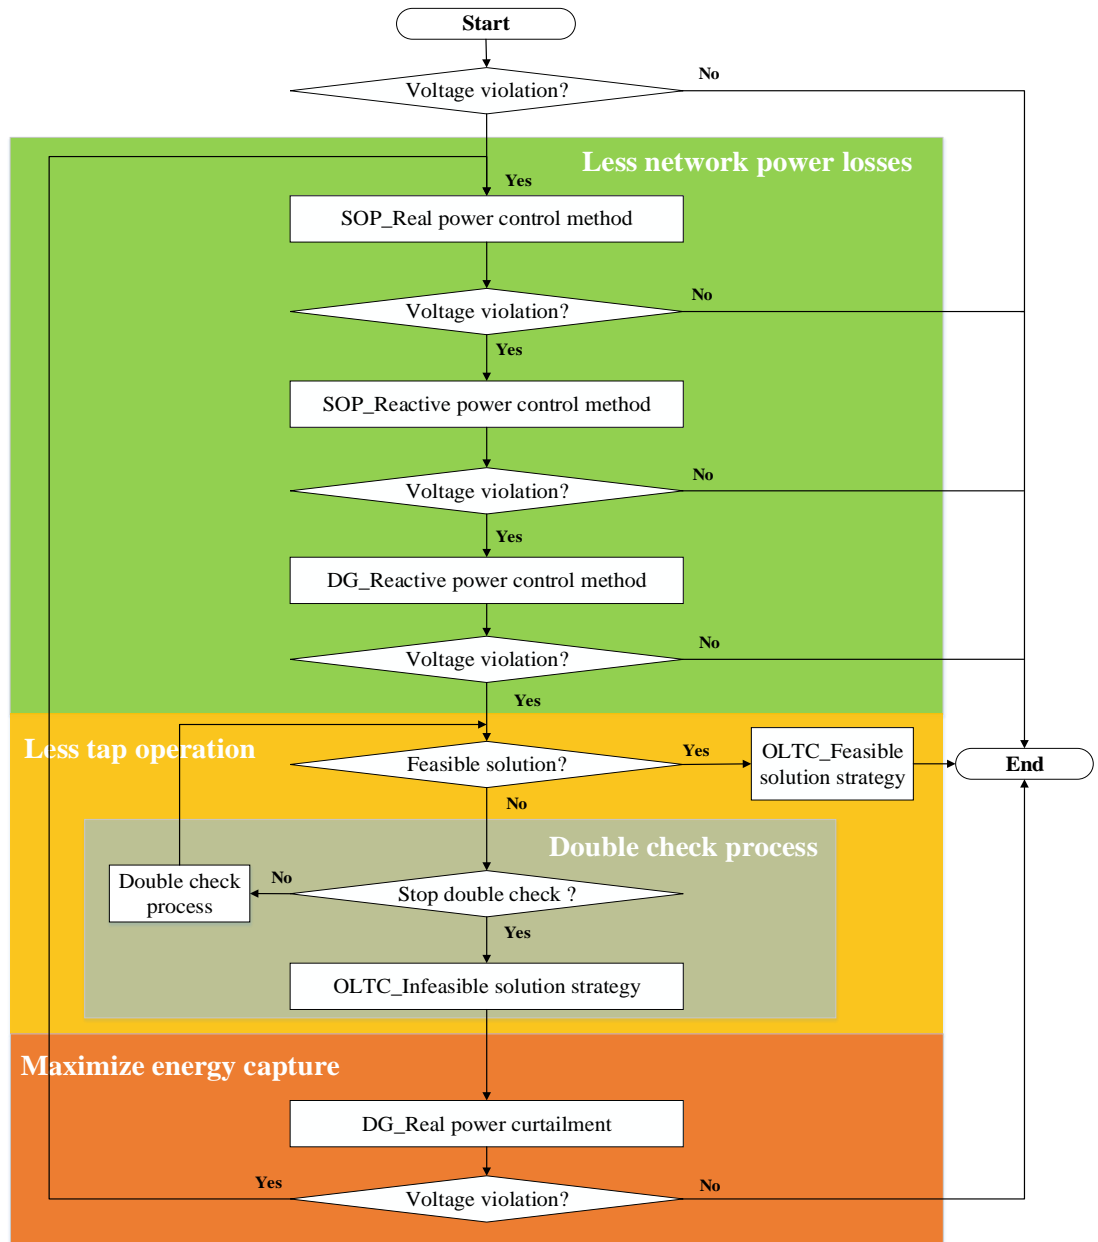 Start
Voltage violation?
No
Less network power losses
Yes
SOP_Real power control method
Voltage violation?
No
Yes
SOP_Reactive power control method
Voltage violation?
No
Yes
DG_Reactive power control method
Voltage violation?
No
Yes
Less tap operation
Feasible solution?
Yes
OLTC_Feasible
solution strategy
End
No
Double check process
Double check
process
No
Stop double check ?
Yes
OLTC_Infeasible solution strategy
Maximize energy capture
DG_Real power curtailment
Yes
Voltage violation?
No